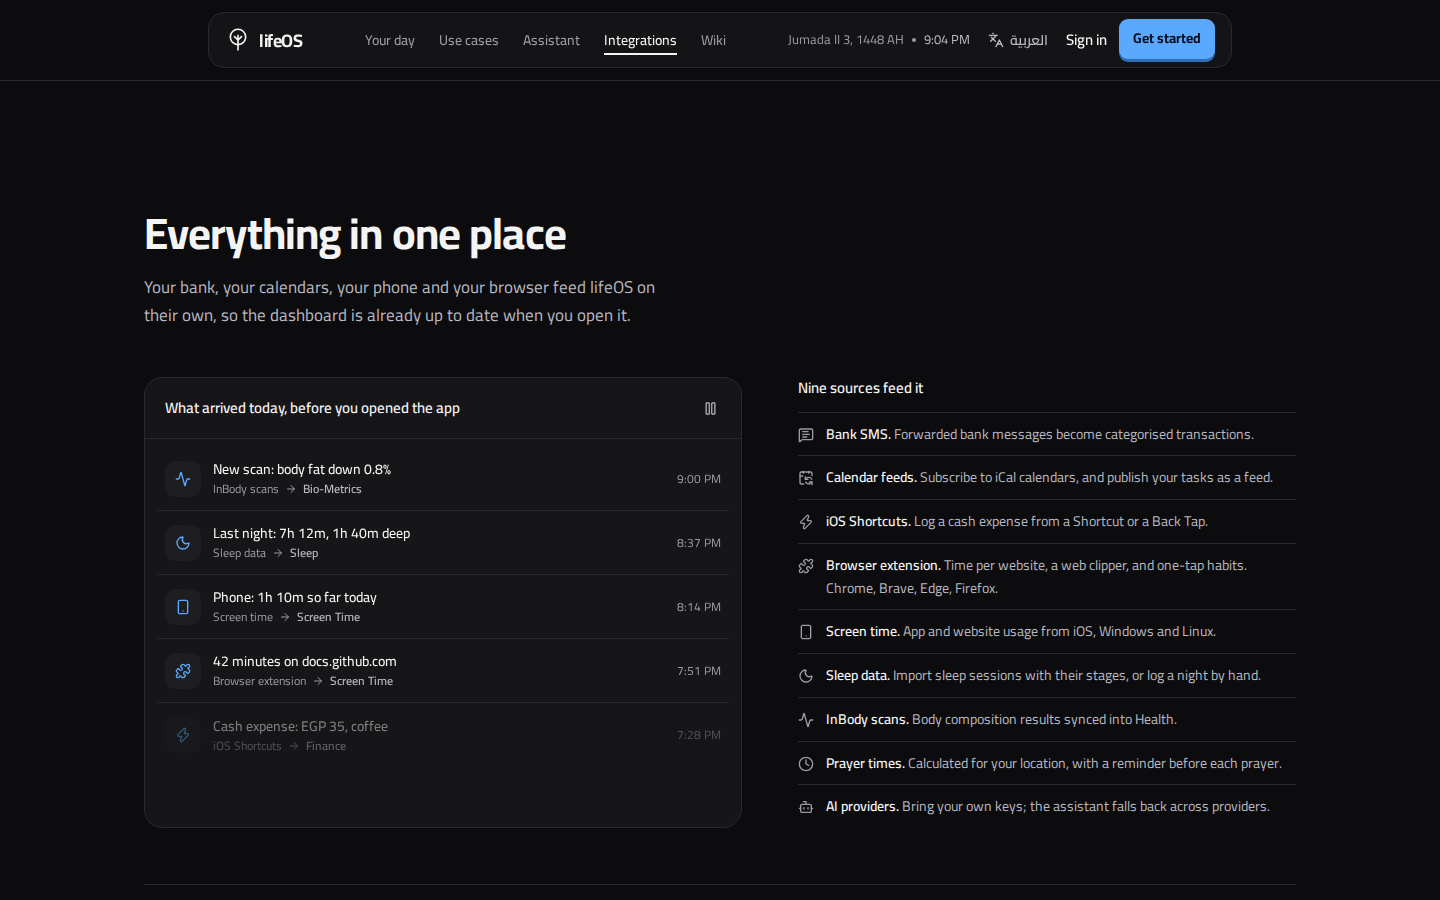 lifeOS
Your day
Use cases
Assistant
Integrations
Wiki
Jumada II 3, 1448 AH • 9:04 PM
العربية
Sign in
Get started
Everything in one place
Your bank, your calendars, your phone and your browser feed lifeOS on
their own, so the dashboard is already up to date when you open it.
What arrived today, before you opened the app
New scan: body fat down 0.8%
InBody scans → Bio-Metrics
9:00 PM
Last night: 7h 12m, 1h 40m deep
Sleep data → Sleep
8:37 PM
Phone: 1h 10m so far today
Screen time → Screen Time
8:14 PM
42 minutes on docs.github.com
Browser extension → Screen Time
7:51 PM
Cash expense: EGP 35, coffee
iOS Shortcuts → Finance
7:28 PM
Nine sources feed it
Bank SMS. Forwarded bank messages become categorised transactions.
Calendar feeds. Subscribe to iCal calendars, and publish your tasks as a feed.
iOS Shortcuts. Log a cash expense from a Shortcut or a Back Tap.
Browser extension. Time per website, a web clipper, and one-tap habits.
Chrome, Brave, Edge, Firefox.
Screen time. App and website usage from iOS, Windows and Linux.
Sleep data. Import sleep sessions with their stages, or log a night by hand.
InBody scans. Body composition results synced into Health.
Prayer times. Calculated for your location, with a reminder before each prayer.
AI providers. Bring your own keys; the assistant falls back across providers.